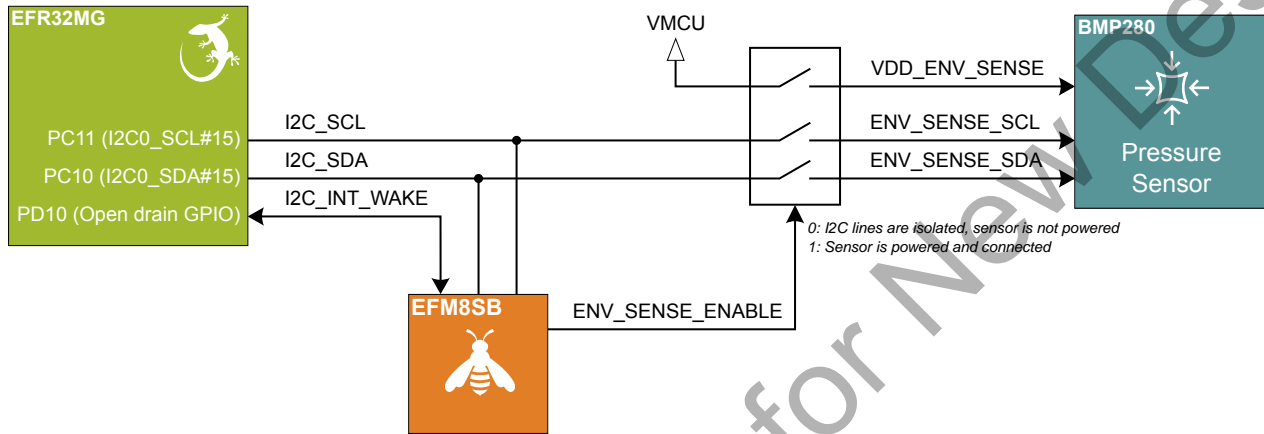 EFR32MG
VMCU
BMP280
VDD_ENV_SENSE
PC11 (I2C0_SCL#15)
I2C_SCL
ENV_SENSE_SCL
PC10 (I2C0_SDA#15)
I2C_SDA
ENV_SENSE_SDA
Pressure
Sensor
PD10 (Open drain GPIO)
I2C_INT_WAKE
0: I2C lines are isolated, sensor is not powered
1: Sensor is powered and connected
EFM8SB
ENV_SENSE_ENABLE
for New Des